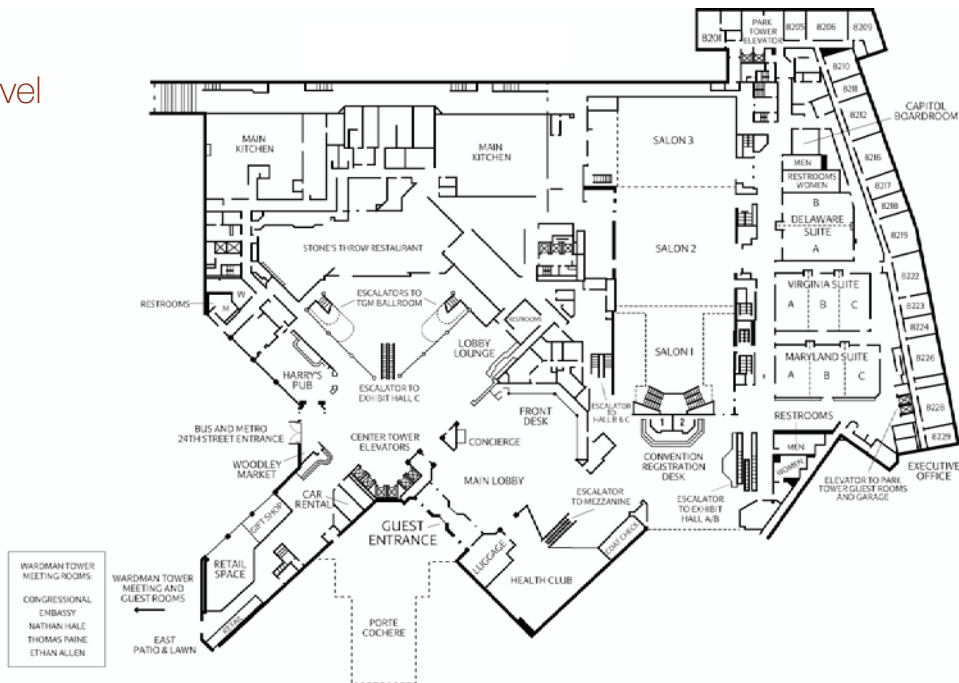 vel
PARK
TOWER
ELEVATOR
8201
8205
8206
8209
8210
8211
8212
CAPITOL
BOARDROOM
8216
8217
8218
8219
8222
8223
8224
8226
8228
8229
MAIN
KITCHEN
MAIN
KITCHEN
SALON 3
MEN
RESTROOMS
WOMEN
B
DELAWARE
SUITE
A
STONE'S THROW RESTAURANT
SALON 2
VIRGINIA SUITE
A B C
RESTROOMS
W
M
ESCALATORS TO
TGM BALLROOM
RESTROOMS
LOBBY
LOUNGE
SALON 1
MARYLAND SUITE
A B C
HARRY'S
PUB
ESCALATOR TO
EXHIBIT HALL C
ESCALATOR
TO
HALL B & C
FRONT
DESK
1 2
RESTROOMS
MEN
WOMEN
BUS AND METRO
24TH STREET ENTRANCE
CENTER TOWER
ELEVATORS
CONCIERGE
CONVENTION
REGISTRATION
DESK
EXECUTIVE
OFFICE
WOODLEY
MARKET
MAIN LOBBY
ELEVATOR TO PARK
TOWER GUEST ROOMS
AND GARAGE
CAR
RENTAL
ESCALATOR
TO MEZZANINE
ESCALATOR
TO EXHIBIT
HALL A/B
GIFT SHOP
GUEST
ENTRANCE
COAT CHECK
LUGGAGE
HEALTH CLUB
RETAIL
SPACE
WARDMAN TOWER
MEETING ROOMS:
CONGRESSIONAL
EMBASSY
NATHAN HALE
THOMAS PAINE
ETHAN ALLEN
WARDMAN TOWER
MEETING AND
GUEST ROOMS
RETAIL
PORTE
COCHERE
EAST
PATIO & LAWN